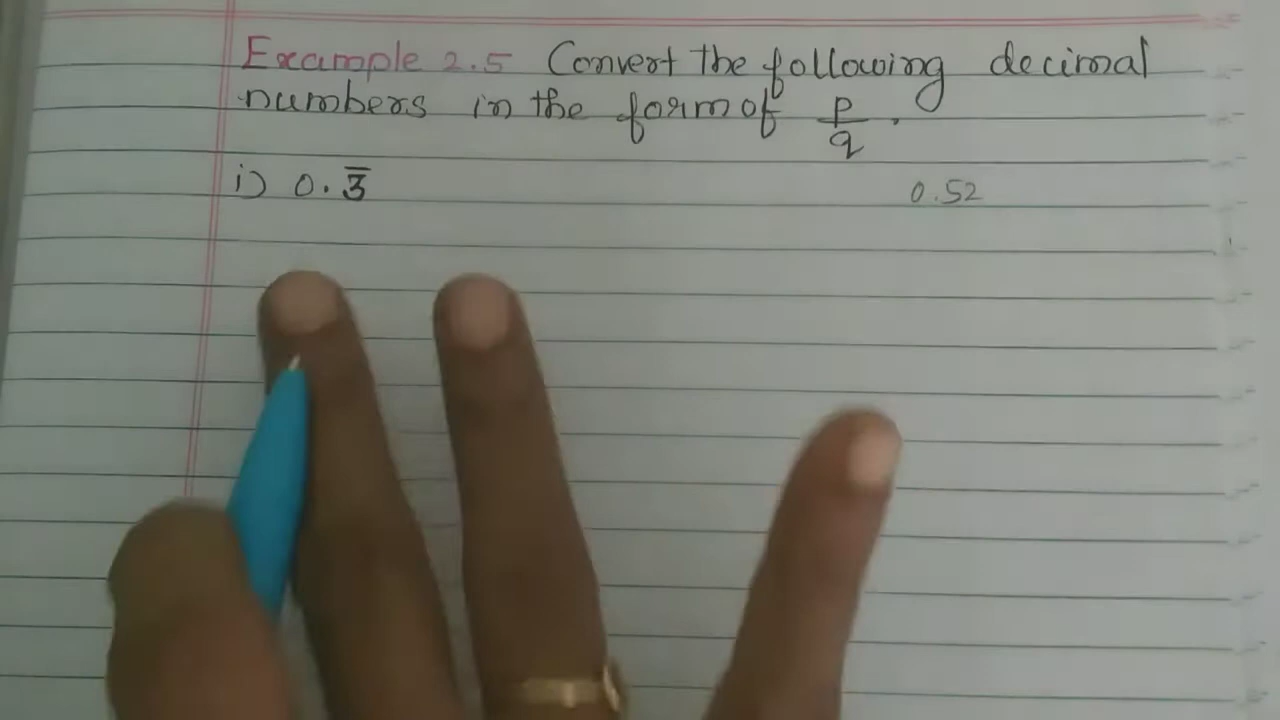 Example 2.5 Convert the following decimal
numbers in the form of p/q.
i) 0.3̅
0.52